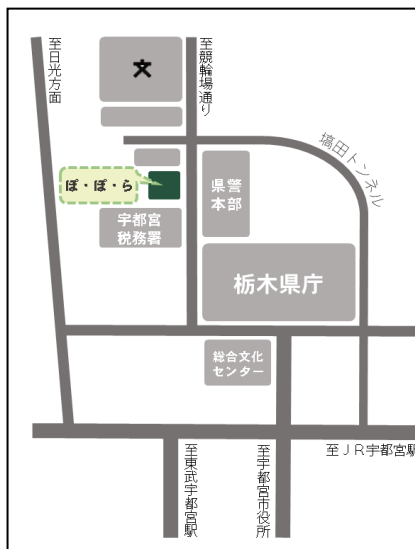 至日光方面
文
至競輪場通り
塙田トンネル
ぽ・ぽ・ら
県警
本部
宇都宮
税務署
栃木県庁
総合文化
センター
至東武宇都宮駅
至宇都宮市役所
至JR宇都宮駅